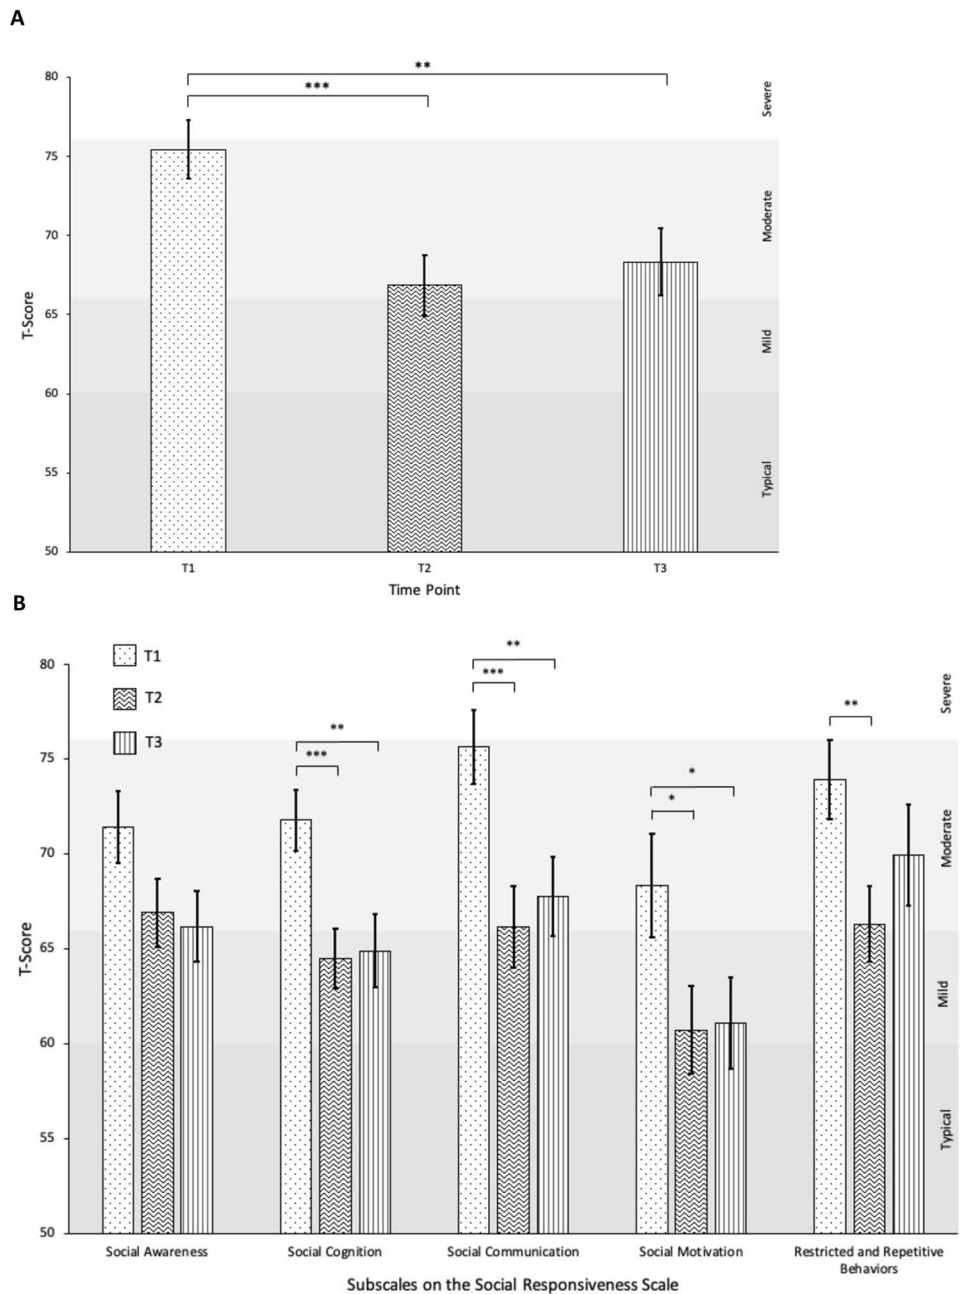 A
**
***
80
75
70
65
60
55
50
T-Score
Severe
Moderate
Mild
Typical
T1
T2
T3
Time Point
B
T1
T2
T3
80
75
70
65
60
55
50
T-Score
**
***
**
***
*
*
**
Severe
Moderate
Mild
Typical
Social Awareness
Social Cognition
Social Communication
Social Motivation
Restricted and Repetitive
Behaviors
Subscales on the Social Responsiveness Scale